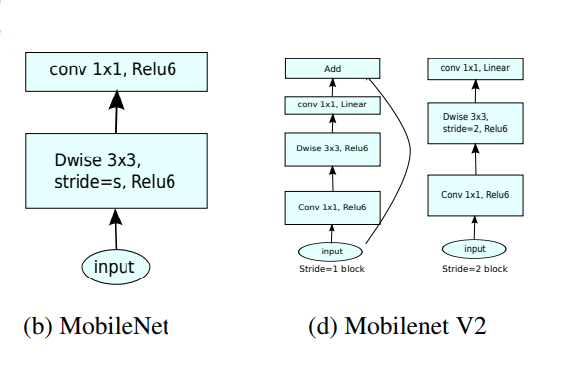 conv 1x1, Relu6
Dwise 3x3,
stride=s, Relu6
input
(b) MobileNet
Add
conv 1x1, Linear
Dwise 3x3, Relu6
Conv 1x1, Relu6
input
Stride=1 block
conv 1x1, Linear
Dwise 3x3,
stride=2, Relu6
Conv 1x1, Relu6
input
Stride=2 block
(d) Mobilenet V2